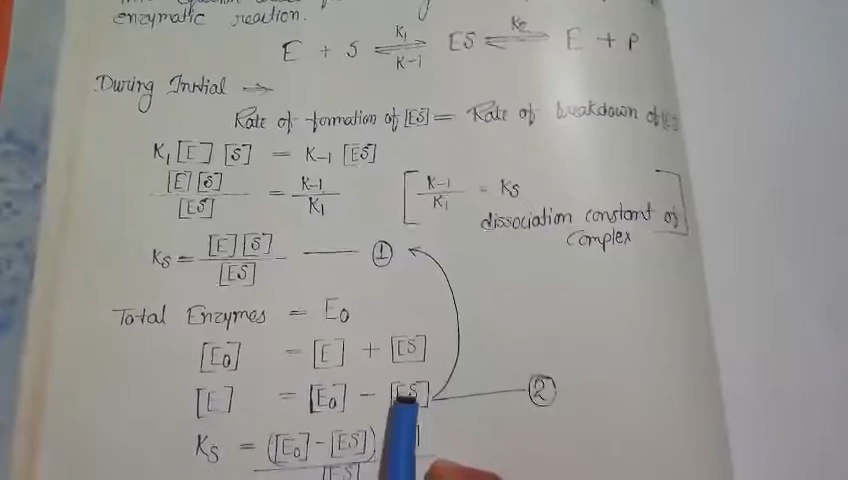 enzymatic reaction.
E + S ⇌ ES ⇌ E + P
K1 K2
K-1
During Initial →
Rate of formation of [ES] = Rate of breakdown of
K1 [E] [S] = K-1 [ES]
[E] [S] / [ES] = K-1 / K1 [ K-1 / K1 = KS
dissociation constant of
Complex ]
KS = [E] [S] / [ES] —— ①
Total Enzymes = E0
[E0] = [E] + [ES]
[E] = [E0] - [ES] —— ②
KS = ([E0] - [ES]) / [ES]